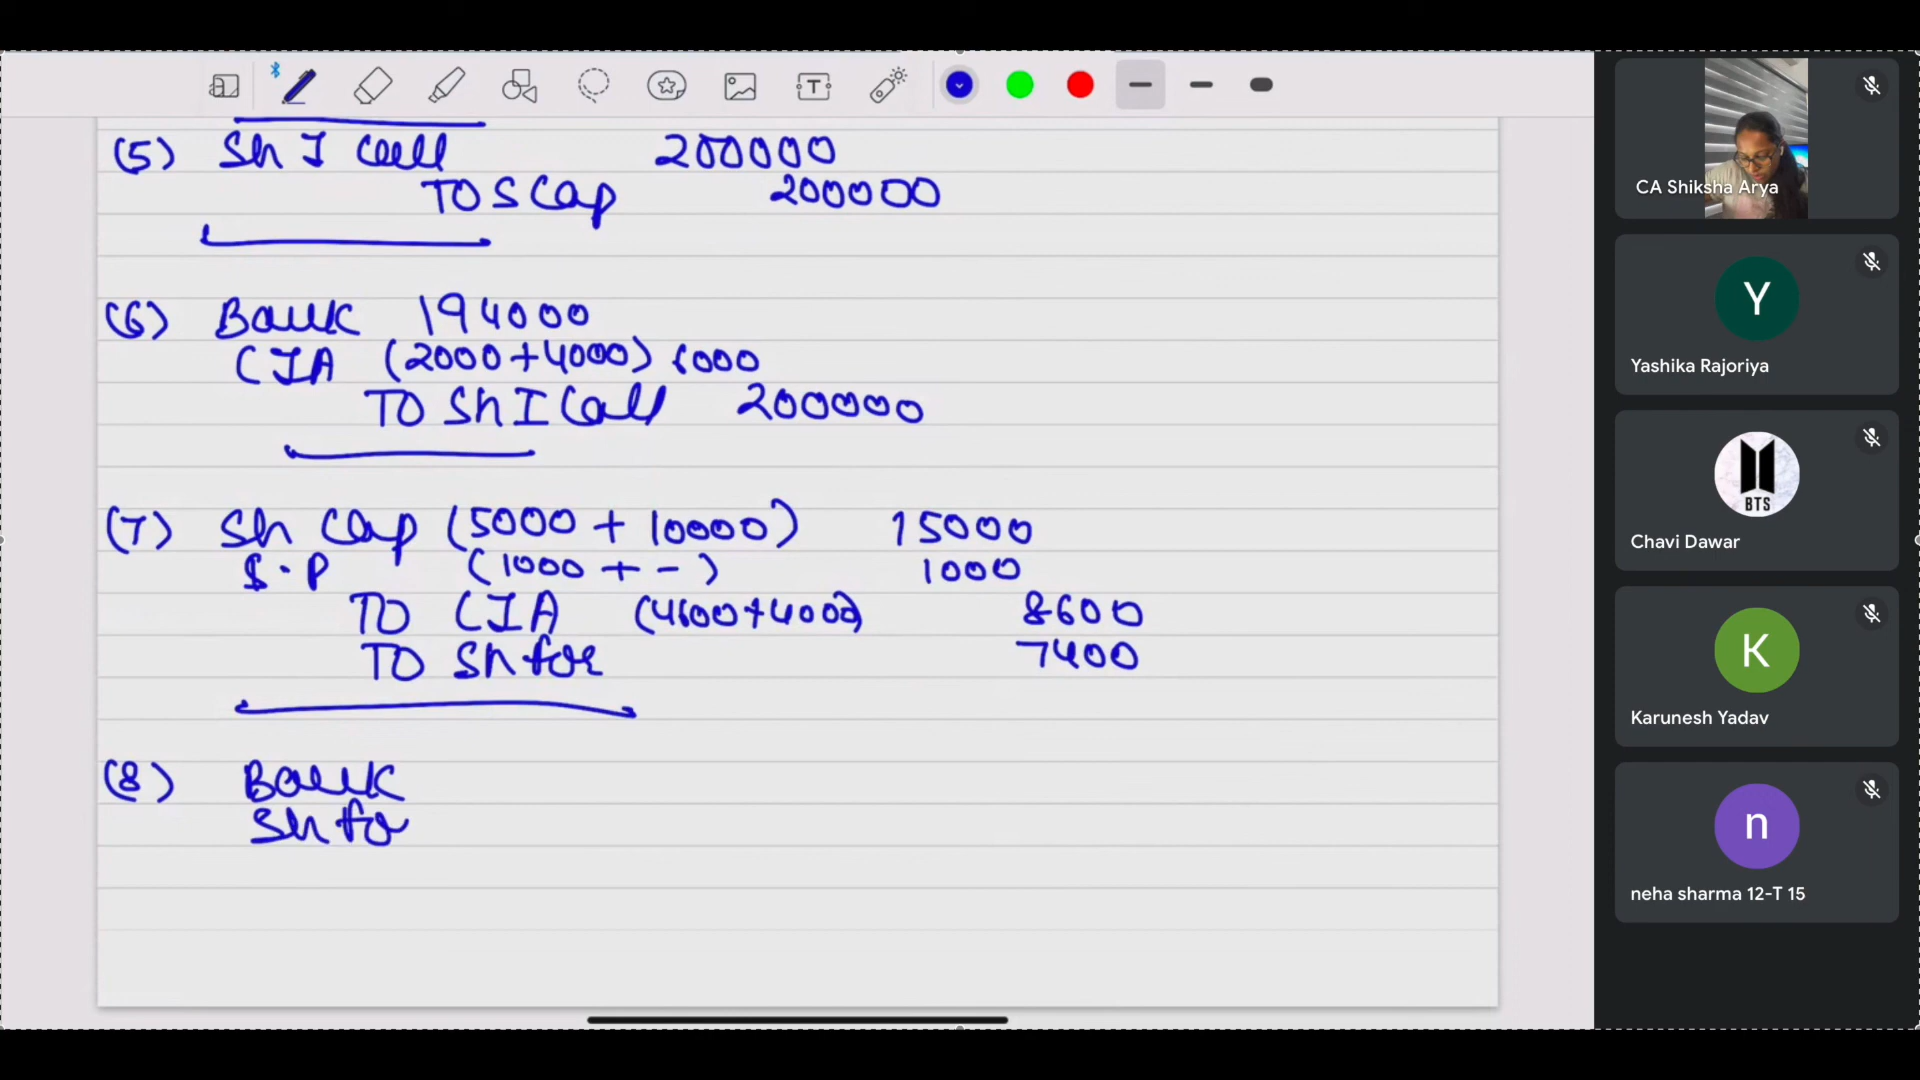 (5) Sh I Call 200000
TO S Cap 200000
(6) Bank 194000
CIA (2000+4000) 6000
TO Sh I Call 200000
(7) Sh Cap (5000 + 10000) 15000
S.P (1000 + -) 1000
TO CIA (4600+4000) 8600
TO Sh for 7400
(8) Bank
Sh fo
CA Shiksha Arya
Y
Yashika Rajoriya
BTS
Chavi Dawar
K
Karunesh Yadav
n
neha sharma 12-T 15